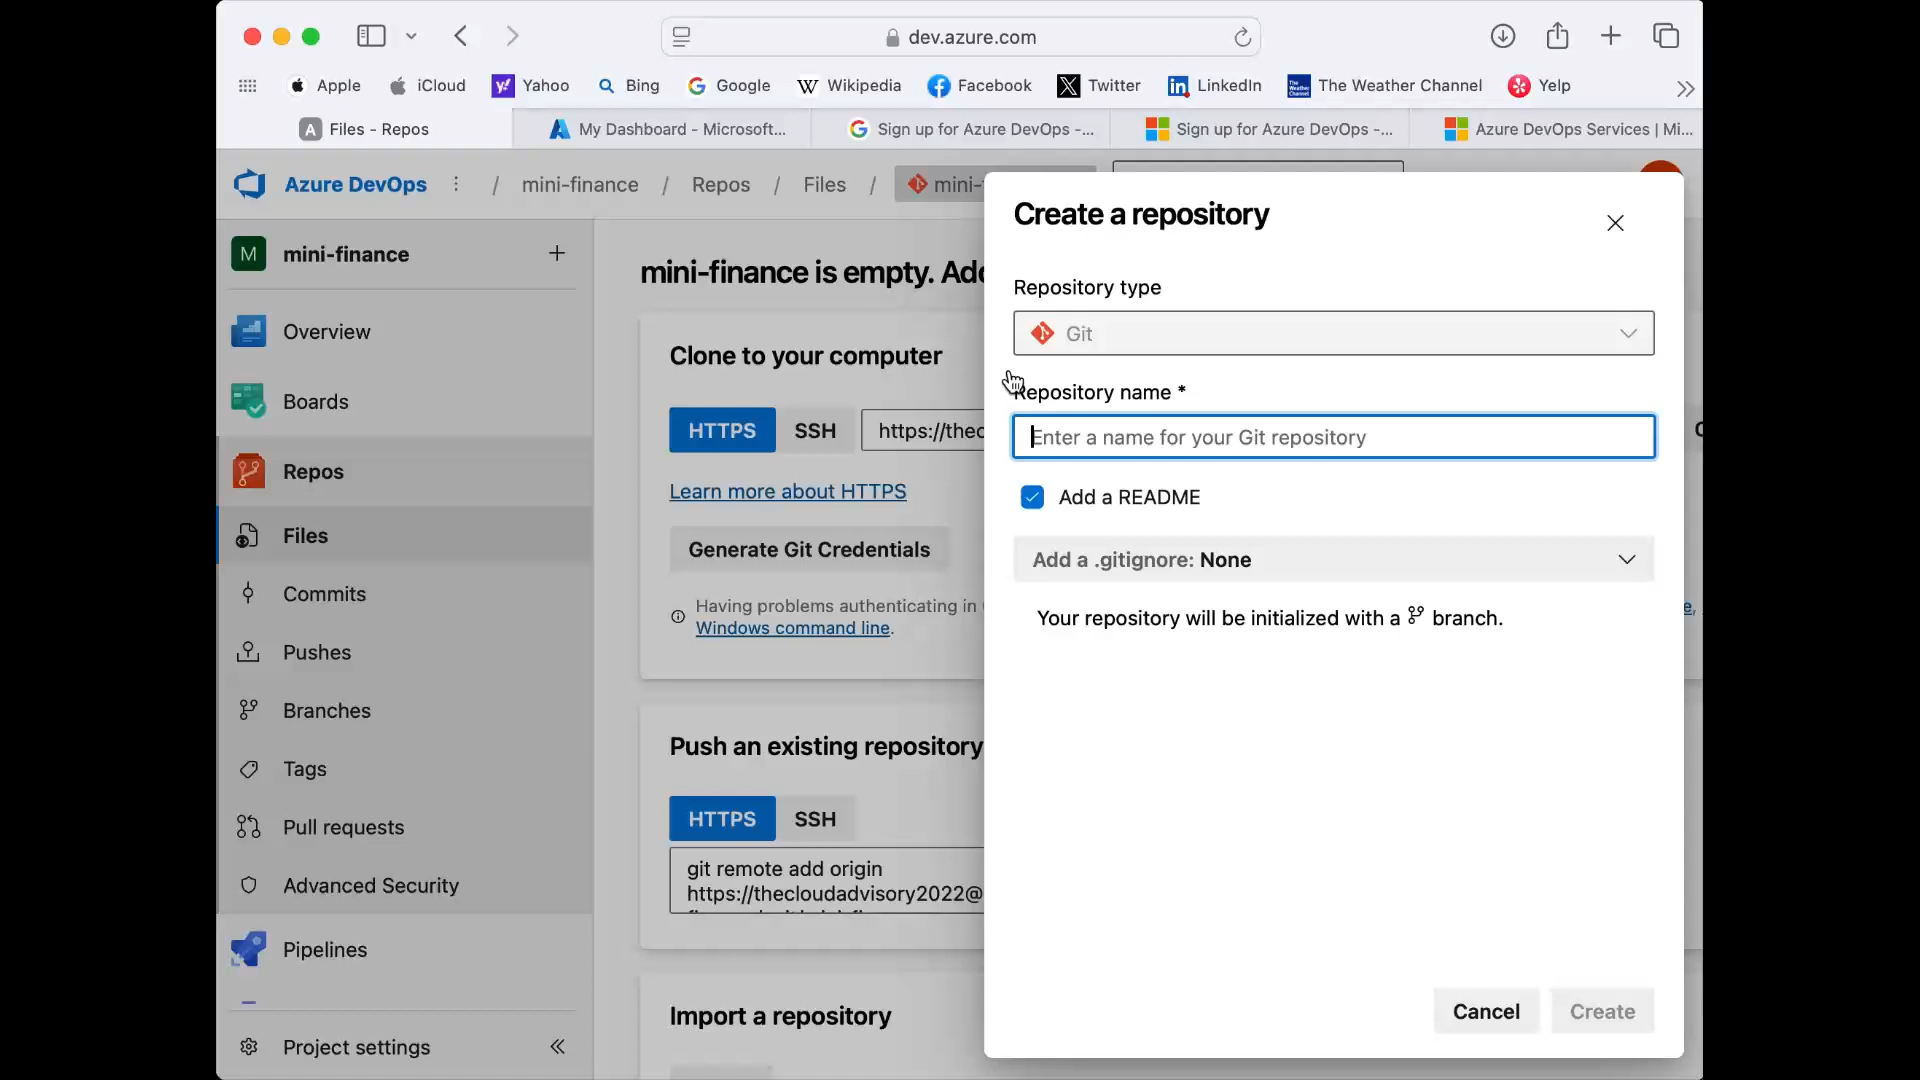 dev.azure.com
Apple
iCloud
Yahoo
Bing
Google
Wikipedia
Facebook
Twitter
LinkedIn
The Weather Channel
Yelp
Files - Repos
My Dashboard - Microsoft...
Sign up for Azure DevOps -...
Sign up for Azure DevOps -...
Azure DevOps Services | Mi...
Azure DevOps / mini-finance / Repos / Files / mini-
M mini-finance
Overview
Boards
Repos
Files
Commits
Pushes
Branches
Tags
Pull requests
Advanced Security
Pipelines
Project settings
mini-finance is empty.
Clone to your computer
HTTPS SSH https://thec
Learn more about HTTPS
Generate Git Credentials
Having problems authenticating in
Windows command line.
Push an existing repository
HTTPS SSH
git remote add origin
https://thecloudadvisory2022@
Import a repository
Create a repository
Repository type
Git
Repository name *
Enter a name for your Git repository
Add a README
Add a .gitignore: None
Your repository will be initialized with a branch.
Cancel
Create